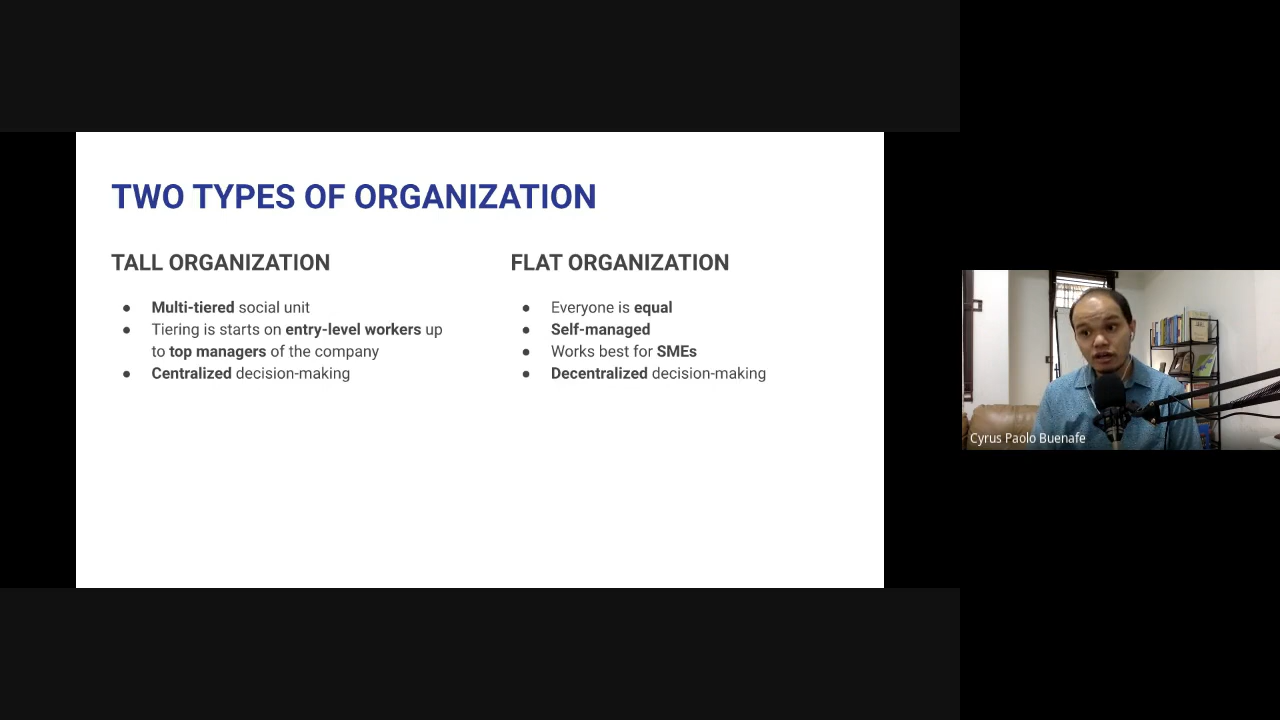 TWO TYPES OF ORGANIZATION
TALL ORGANIZATION
● Multi-tiered social unit
● Tiering is starts on entry-level workers up
to top managers of the company
● Centralized decision-making
FLAT ORGANIZATION
● Everyone is equal
● Self-managed
● Works best for SMEs
● Decentralized decision-making
Cyrus Paolo Buenafe